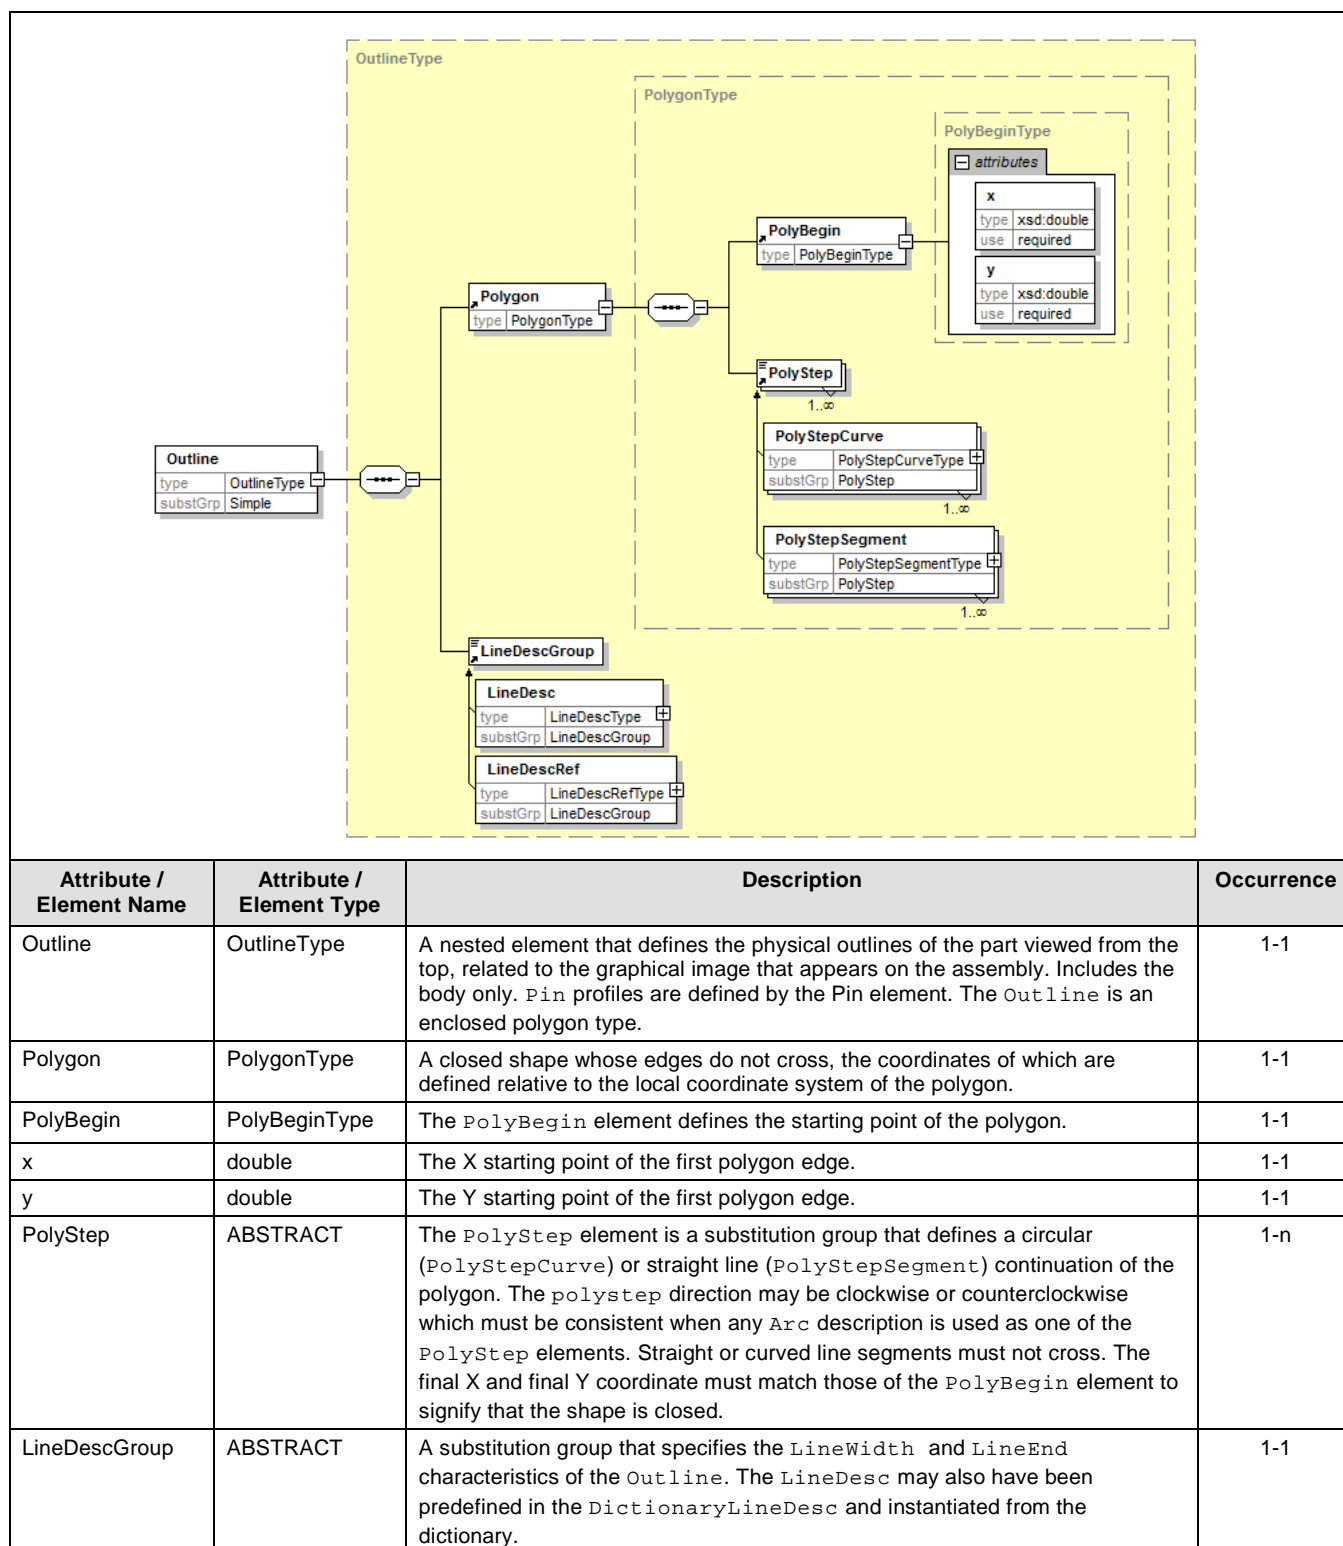 OutlineType
PolygonType
PolyBeginType
attributes
x
type xsd:double
use required
y
type xsd:double
use required
PolyBegin
type PolyBeginType
Polygon
type PolygonType
PolyStep
1..∞
PolyStepCurve
type PolyStepCurveType
substGrp PolyStep
1..∞
Outline
type OutlineType
substGrp Simple
PolyStepSegment
type PolyStepSegmentType
substGrp PolyStep
1..∞
LineDescGroup
LineDesc
type LineDescType
substGrp LineDescGroup
LineDescRef
type LineDescRefType
substGrp LineDescGroup
Attribute / Element Name
Attribute / Element Type
Description
Occurrence
Outline
OutlineType
A nested element that defines the physical outlines of the part viewed from the
top, related to the graphical image that appears on the assembly. Includes the
body only. Pin profiles are defined by the Pin element. The Outline is an
enclosed polygon type.
1-1
Polygon
PolygonType
A closed shape whose edges do not cross, the coordinates of which are
defined relative to the local coordinate system of the polygon.
1-1
PolyBegin
PolyBeginType
The PolyBegin element defines the starting point of the polygon.
1-1
x
double
The X starting point of the first polygon edge.
1-1
y
double
The Y starting point of the first polygon edge.
1-1
PolyStep
ABSTRACT
The PolyStep element is a substitution group that defines a circular
(PolyStepCurve) or straight line (PolyStepSegment) continuation of the
polygon. The polystep direction may be clockwise or counterclockwise
which must be consistent when any Arc description is used as one of the
PolyStep elements. Straight or curved line segments must not cross. The
final X and final Y coordinate must match those of the PolyBegin element to
signify that the shape is closed.
1-n
LineDescGroup
ABSTRACT
A substitution group that specifies the LineWidth and LineEnd
characteristics of the Outline. The LineDesc may also have been
predefined in the DictionaryLineDesc and instantiated from the
dictionary.
1-1